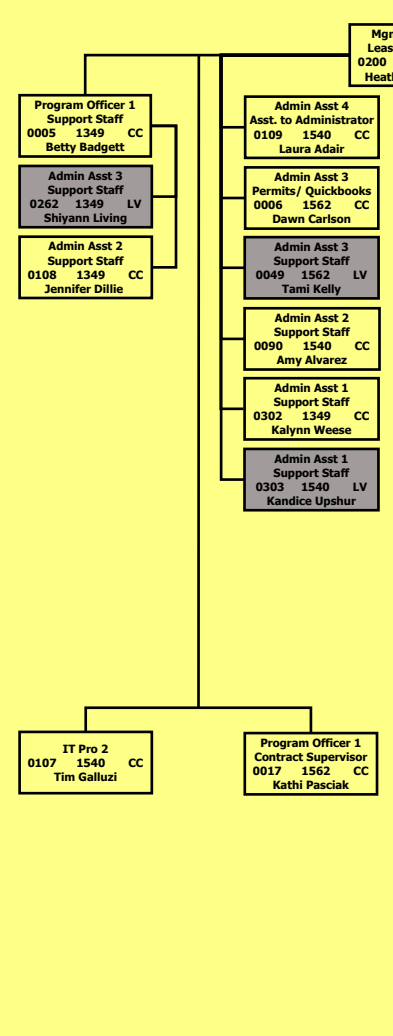 Mgr
Leas
0200
Heat
Program Officer 1
Support Staff
0005 1349 CC
Betty Badgett
Admin Asst 3
Support Staff
0262 1349 LV
Shiyann Living
Admin Asst 2
Support Staff
0108 1349 CC
Jennifer Dillie
Admin Asst 4
Asst. to Administrator
0109 1540 CC
Laura Adair
Admin Asst 3
Permits/ Quickbooks
0006 1562 CC
Dawn Carlson
Admin Asst 3
Support Staff
0049 1562 LV
Tami Kelly
Admin Asst 2
Support Staff
0090 1540 CC
Amy Alvarez
Admin Asst 1
Support Staff
0302 1349 CC
Kalynn Weese
Admin Asst 1
Support Staff
0303 1540 LV
Kandice Upshur
IT Pro 2
0107 1540 CC
Tim Galluzi
Program Officer 1
Contract Supervisor
0017 1562 CC
Kathi Pasciak